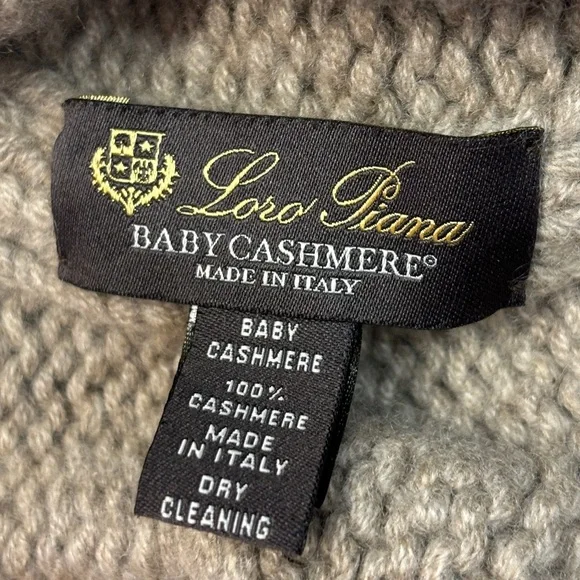 Loro Piana
BABY CASHMERE©
MADE IN ITALY
BABY
CASHMERE
100%
CASHMERE
MADE
IN ITALY
DRY
CLEANING